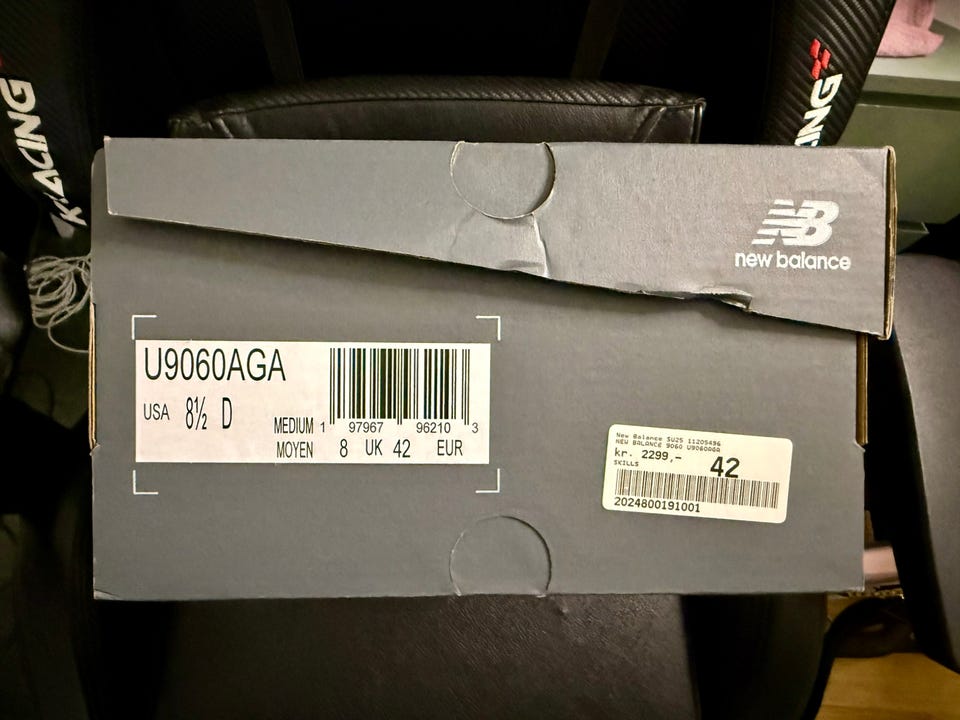 RACING
RACING
NB
new balance
U9060AGA
USA 8½ D
MEDIUM 1 97967 96210 3
MOYEN 8 UK 42 EUR
New Balance SU25 11205496
NEW BALANCE 9060 U9060AGA
kr. 2299,- 42
SKILLS
2024800191001